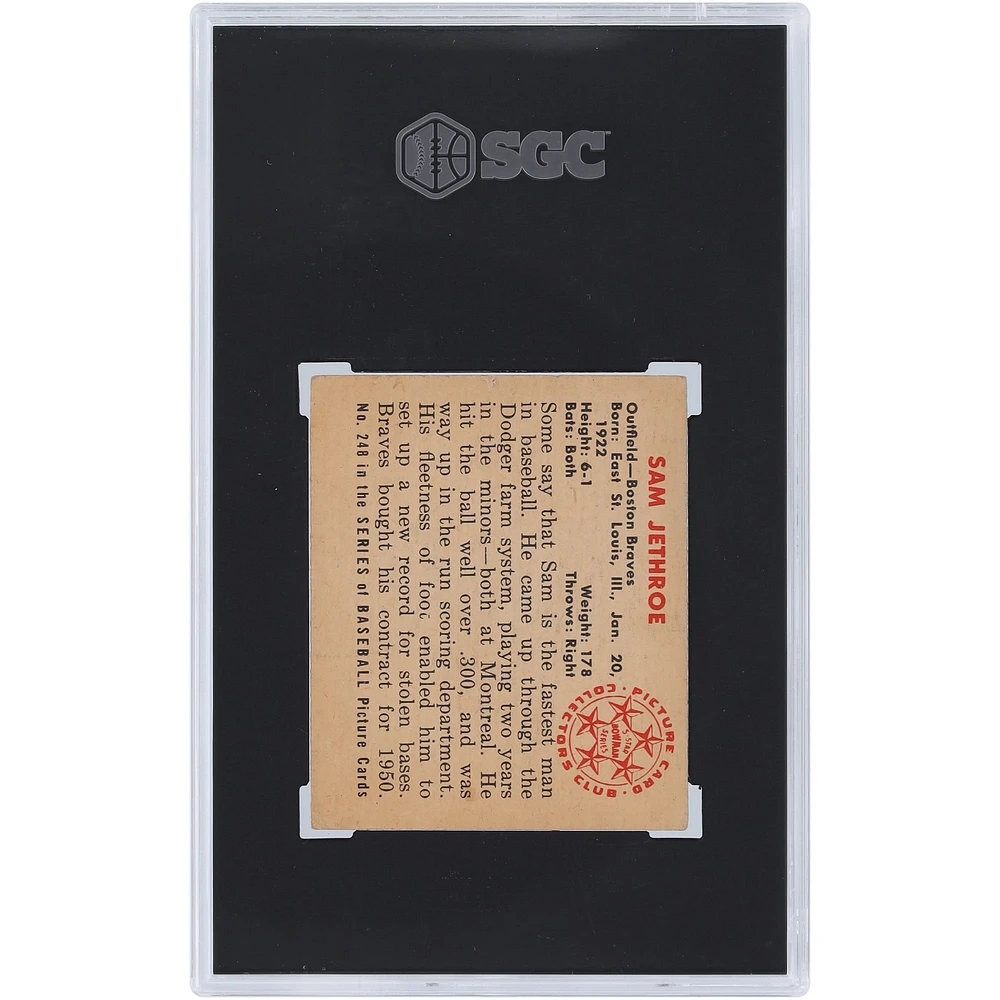 SGC
SAM JETHROE
Outfield—Boston Braves
Born: East St. Louis, Ill., Jan. 20,
1922
Height: 6-1 Weight: 178
Bats: Both Throws: Right
Some say that Sam is the fastest man
in baseball. He came up through the
Dodger farm system, playing two years
in the minors—both at Montreal. He
hit the ball well over .300, and was
way up in the run scoring department.
His fleetness of foot enabled him to
set up a new record for stolen bases.
Braves bought his contract for 1950.
No. 248 in the SERIES of BASEBALL Picture Cards
PICTURE CARD
COLLECTORS CLUB
5-STAR
BOWMAN
SERIES